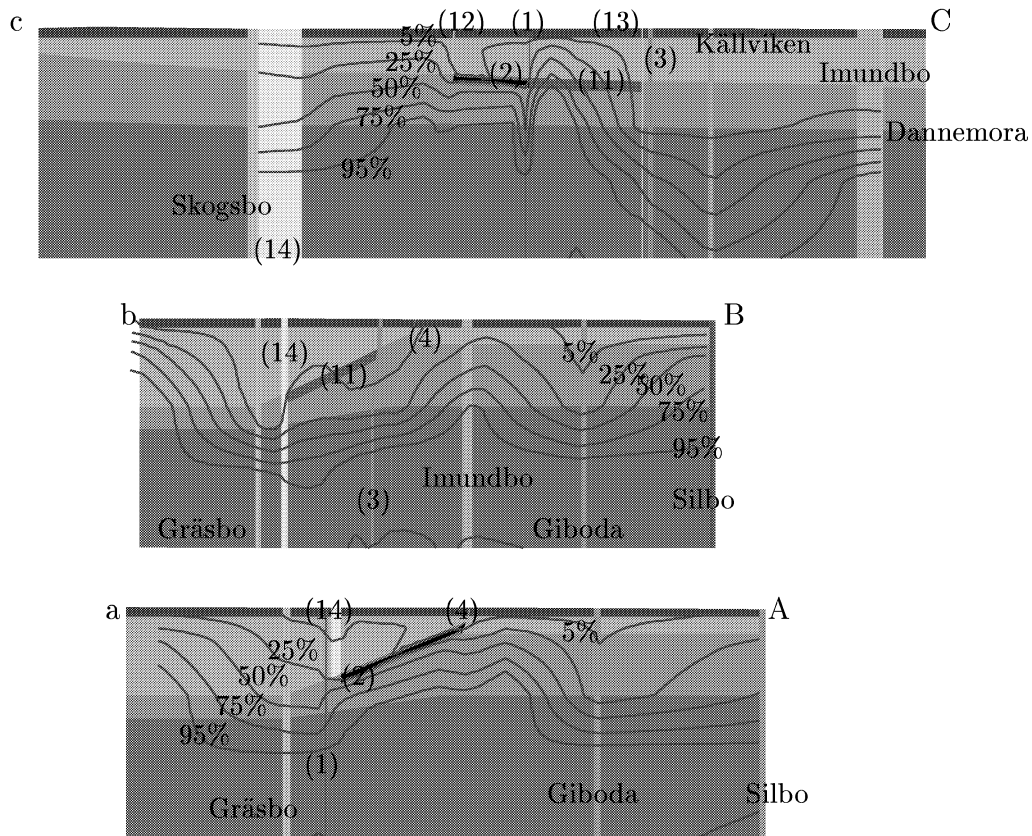 c
(12)
(1)
(13)
C
5%
25%
50%
75%
95%
(2)
(11)
(3)
Källviken
Imundbo
Dannemora
Skogsbo
(14)
b
B
(14)
(11)
(4)
5%
25%
50%
75%
95%
Imundbo
(3)
Silbo
Gräsbo
Giboda
a
(14)
(4)
A
5%
25%
50%
(2)
75%
95%
(1)
Gräsbo
Giboda
Silbo